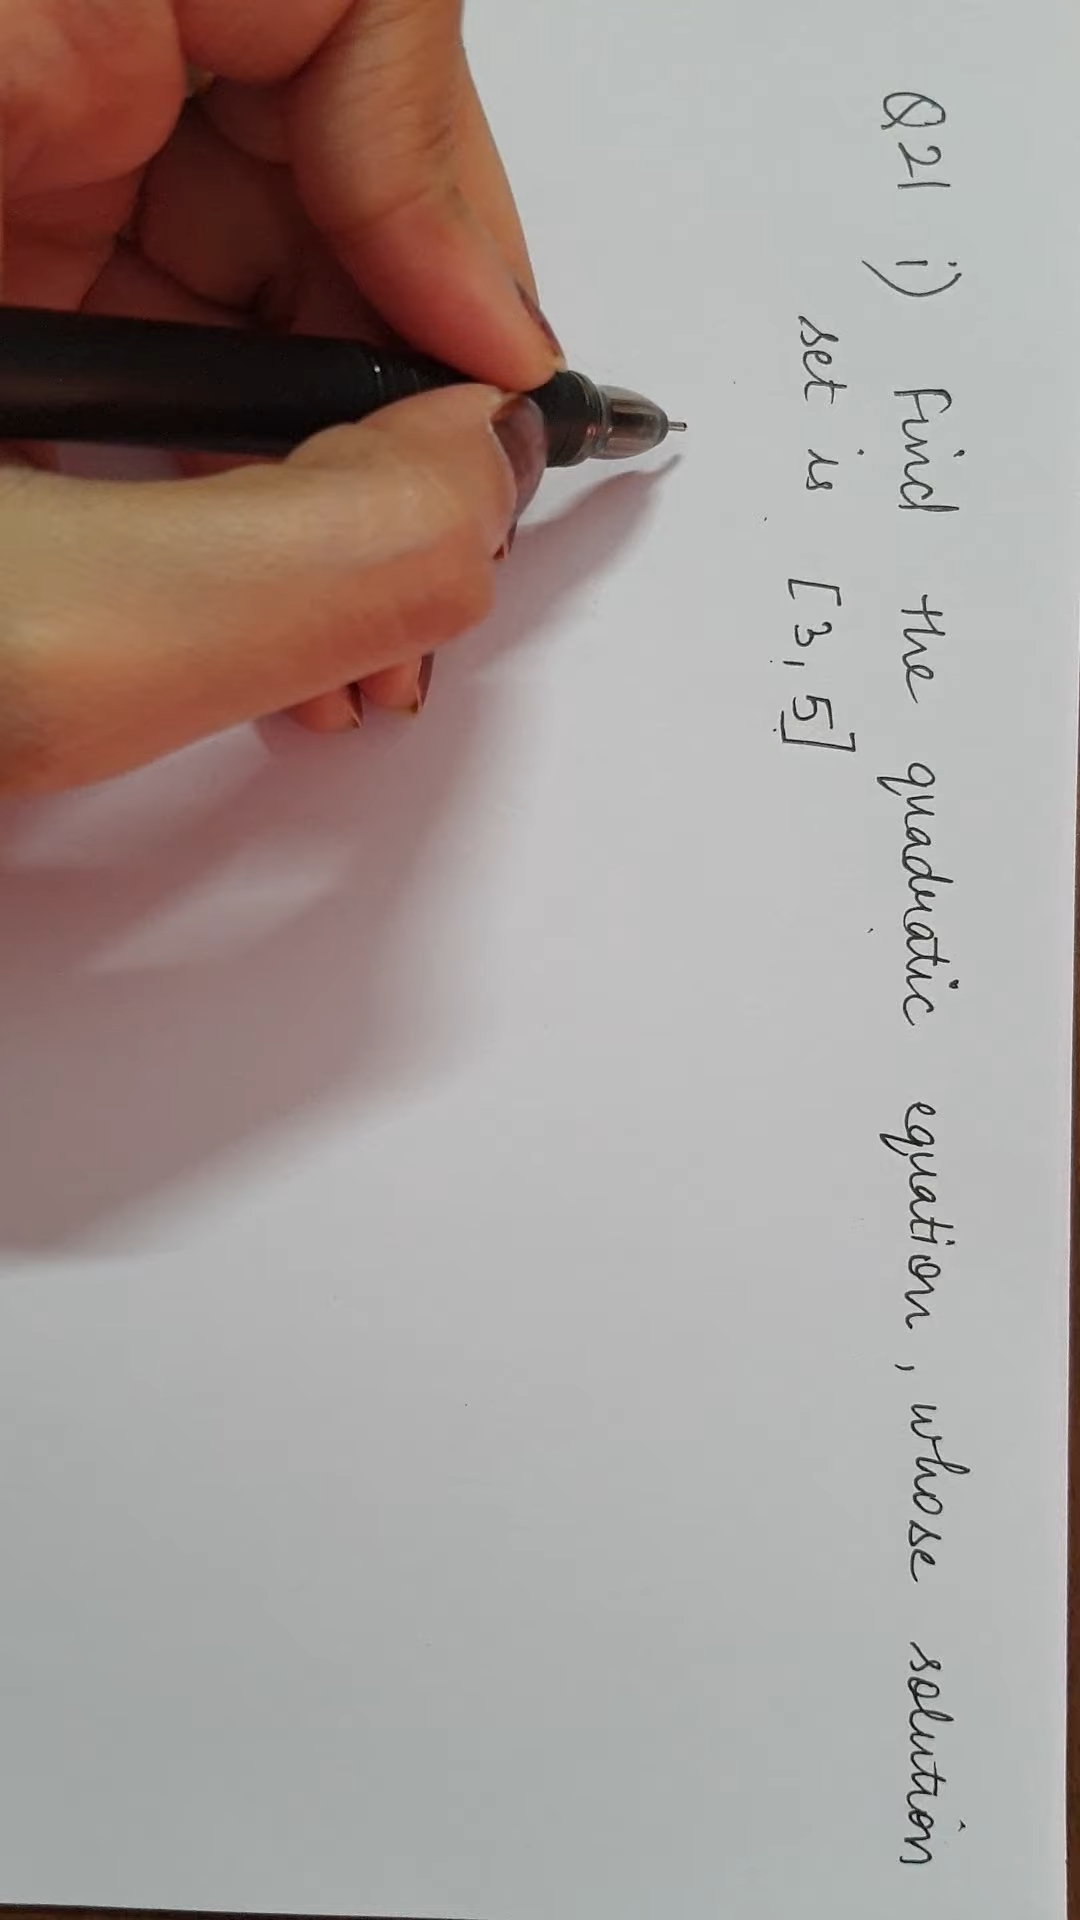 Q21 i) Find the quadratic equation, whose solution
set is [3, 5]